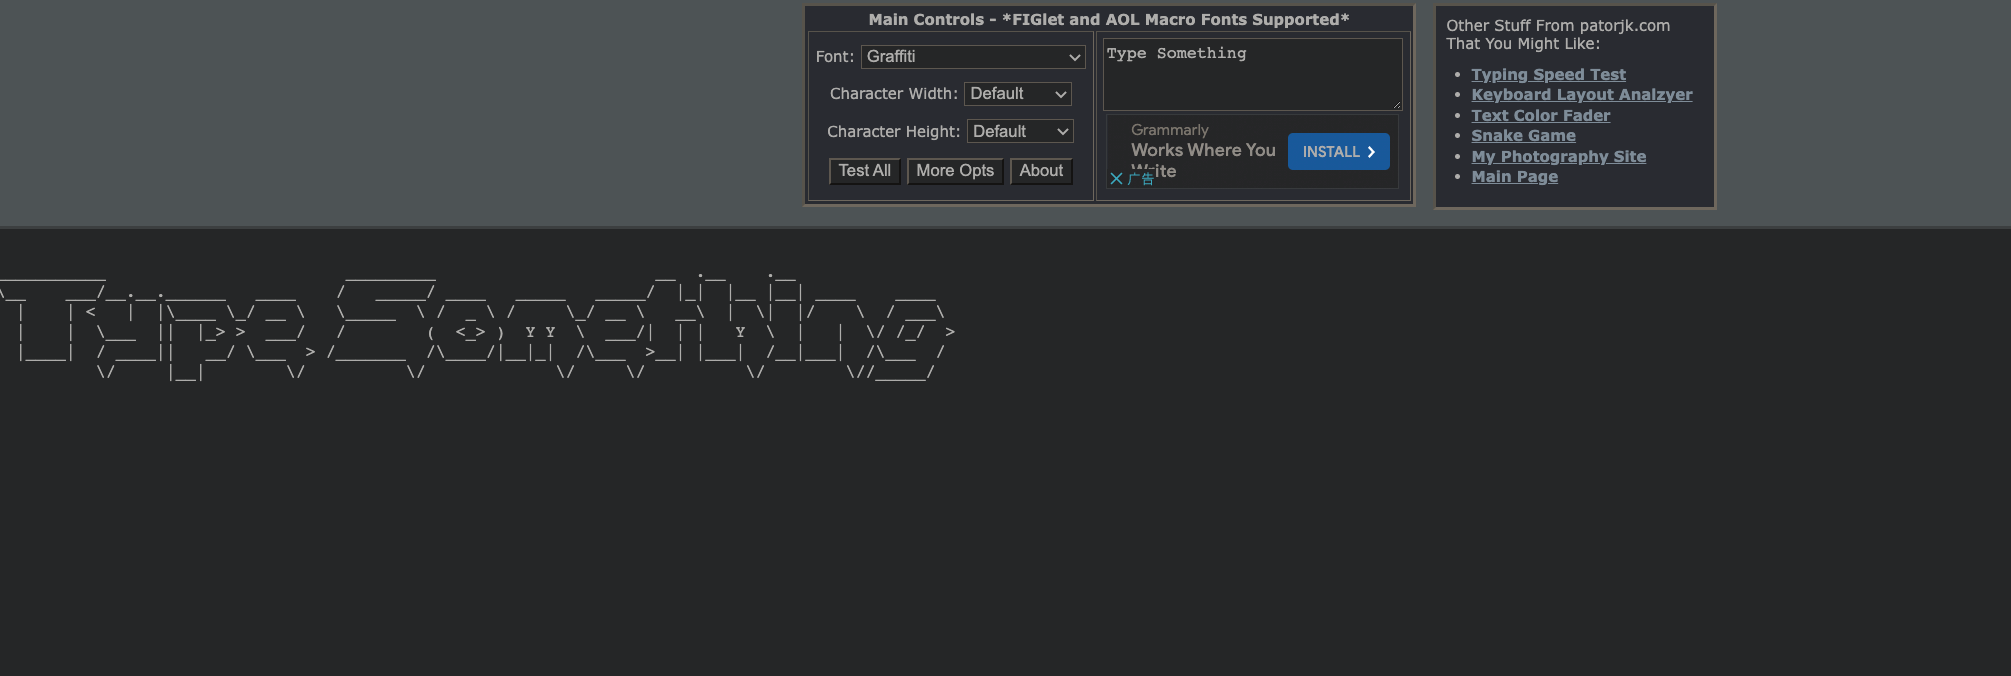 Main Controls - *FIGlet and AOL Macro Fonts Supported*
Font: Graffiti
Character Width: Default
Character Height: Default
Test All More Opts About
Type Something
Grammarly
Works Where You
Write
INSTALL
广告
Other Stuff From patorjk.com
That You Might Like:
Typing Speed Test
Keyboard Layout Analzyer
Text Color Fader
Snake Game
My Photography Site
Main Page
Type Something